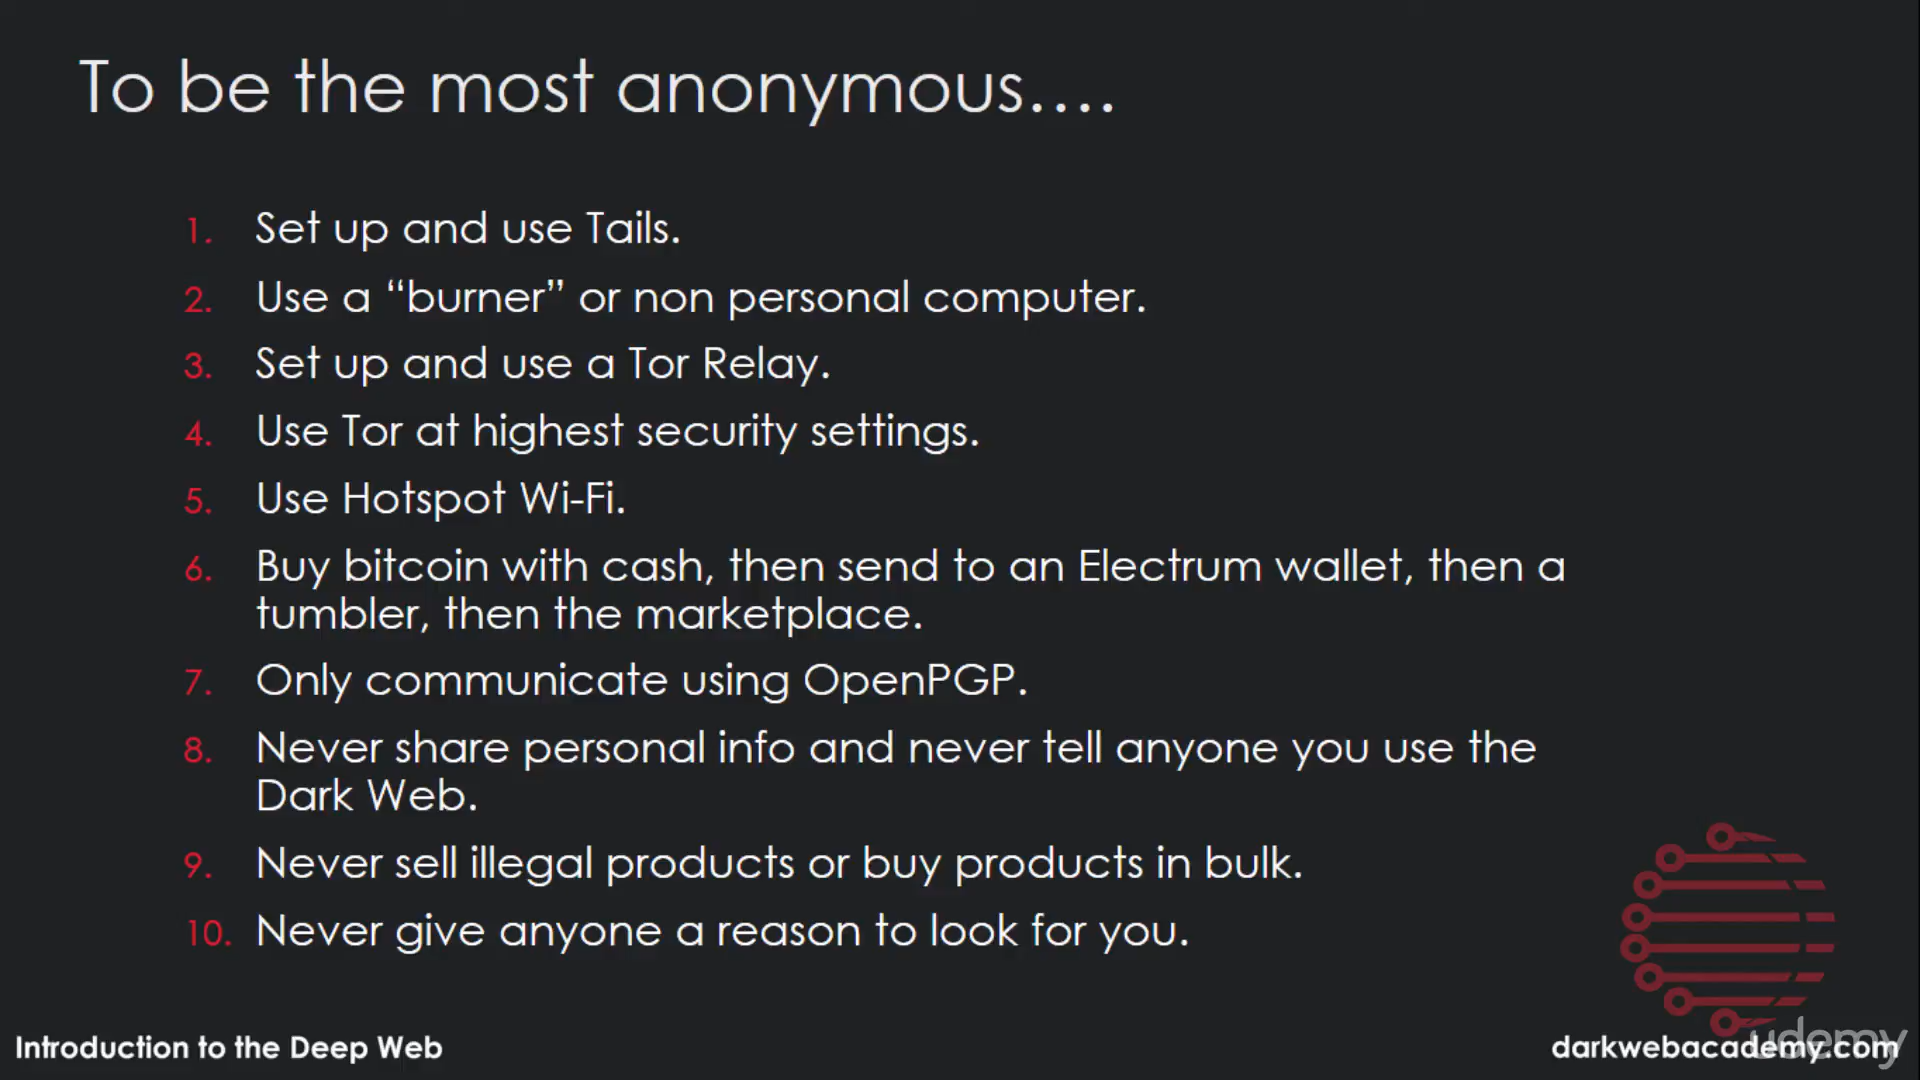 To be the most anonymous....
1. Set up and use Tails.
2. Use a “burner” or non personal computer.
3. Set up and use a Tor Relay.
4. Use Tor at highest security settings.
5. Use Hotspot Wi-Fi.
6. Buy bitcoin with cash, then send to an Electrum wallet, then a
tumbler, then the marketplace.
7. Only communicate using OpenPGP.
8. Never share personal info and never tell anyone you use the
Dark Web.
9. Never sell illegal products or buy products in bulk.
10. Never give anyone a reason to look for you.
Introduction to the Deep Web
darkwebacademy.com
udemy